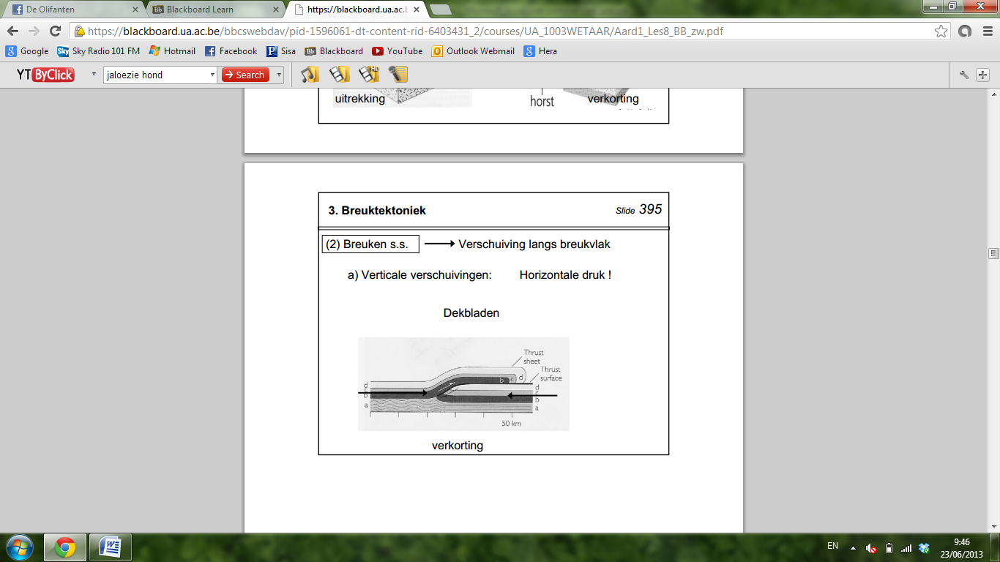 De Olifanten
Blackboard Learn
https://blackboard.ua.ac.b
https://blackboard.ua.ac.be/bbcswebdav/pid-1596061-dt-content-rid-6403431_2/courses/UA_1003WETAAR/Aard1_Les8_BB_zw.pdf
Google Sky Radio 101 FM Hotmail Facebook Sisa Blackboard YouTube Outlook Webmail Hera
YT ByClick jaloezie hond Search
uitrekking horst verkorting
3. Breuktektoniek Slide 395
(2) Breuken s.s. Verschuiving langs breukvlak
a) Verticale verschuivingen: Horizontale druk !
Dekbladen
Thrust
sheet
Thrust
surface
b c d
d
c
b
a
d
c
b
a
50 km
verkorting
EN
9:46
23/06/2013